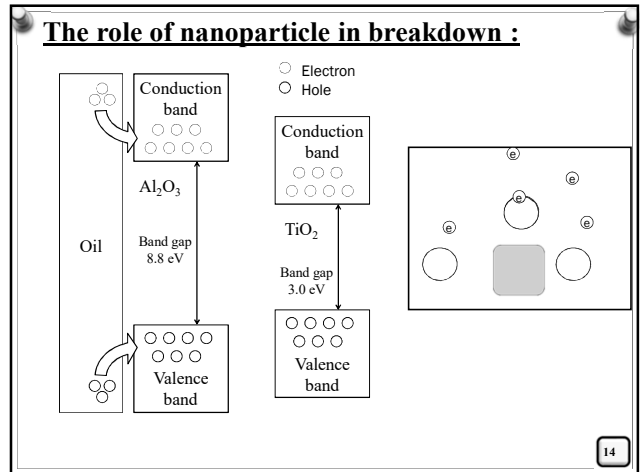 The role of nanoparticle in breakdown :
Electron
Hole
Conduction
band
Al₂O₃
Oil
Band gap
8.8 eV
Valence
band
Conduction
band
TiO₂
Band gap
3.0 eV
Valence
band
e
e
e
e
e
14